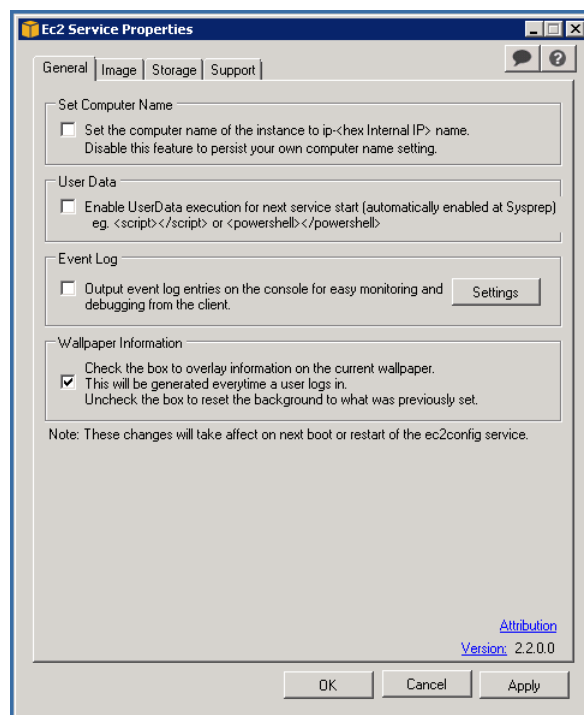 Ec2 Service Properties
General
Image
Storage
Support
Set Computer Name
Set the computer name of the instance to ip-<hex Internal IP> name.
Disable this feature to persist your own computer name setting.
User Data
Enable UserData execution for next service start (automatically enabled at Sysprep)
eg. <script></script> or <powershell></powershell>
Event Log
Output event log entries on the console for easy monitoring and
debugging from the client.
Settings
Wallpaper Information
Check the box to overlay information on the current wallpaper.
This will be generated everytime a user logs in.
Uncheck the box to reset the background to what was previously set.
Note: These changes will take affect on next boot or restart of the ec2config service.
Attribution
Version: 2.2.0.0
OK
Cancel
Apply